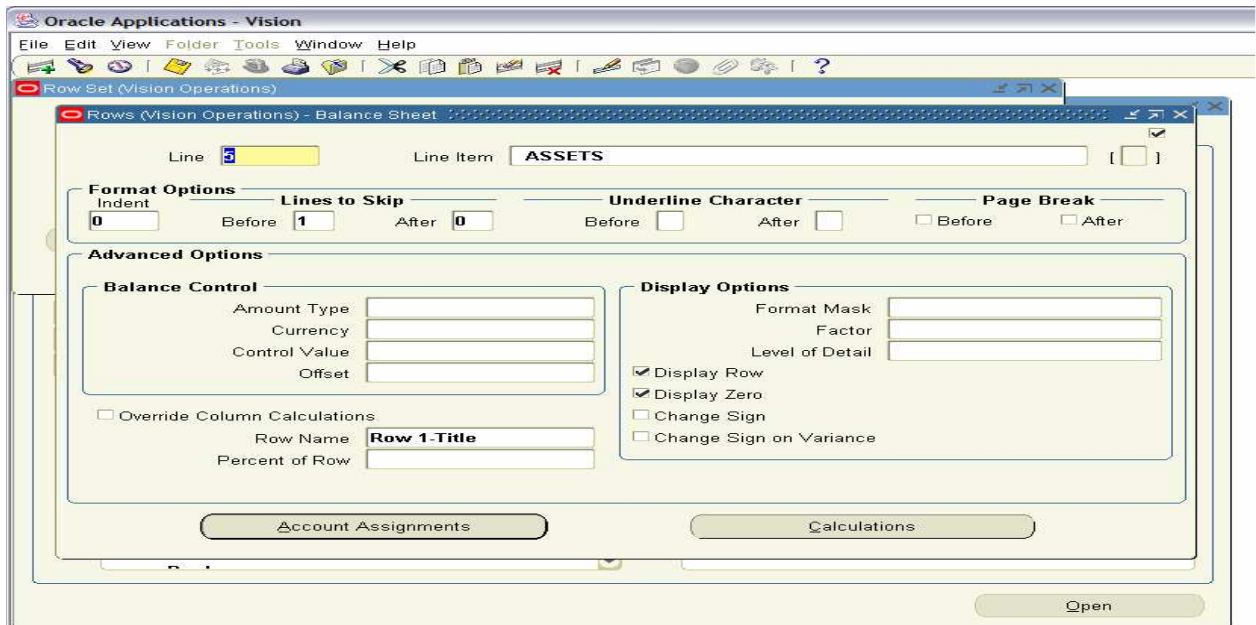 Oracle Applications - Vision
File Edit View Folder Tools Window Help
Row Set (Vision Operations)
Rows (Vision Operations) - Balance Sheet
Line 5 Line Item ASSETS [ ]
Format Options
Indent Lines to Skip Underline Character Page Break
0 Before 1 After 0 Before After Before After
Advanced Options
Balance Control Display Options
Amount Type Format Mask
Currency Factor
Control Value Level of Detail
Offset Display Row
Display Zero
Override Column Calculations Change Sign
Row Name Row 1-Title Change Sign on Variance
Percent of Row
Account Assignments Calculations
Open